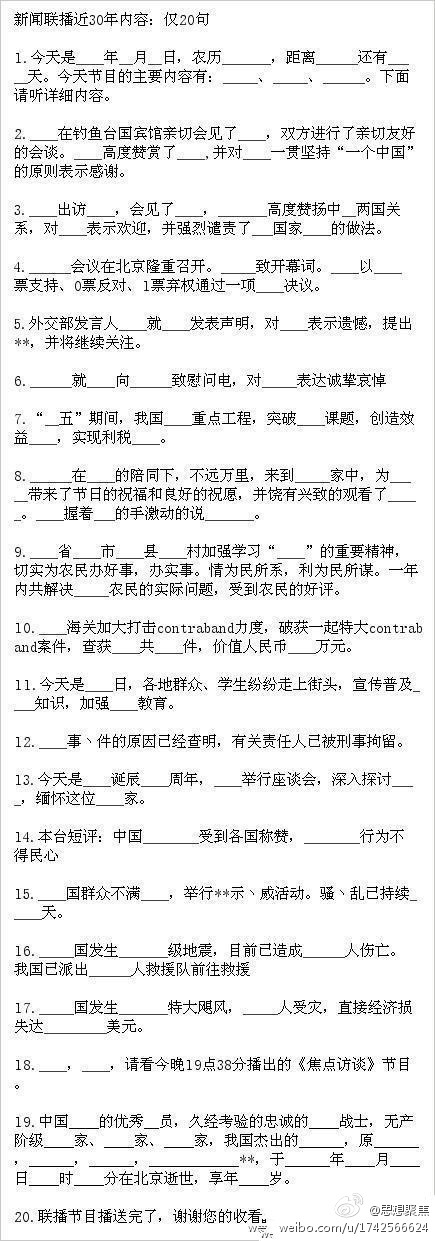 新闻联播近30年内容：仅20句
1.今天是____年__月__日，农历_______，距离______还有___
__天。今天节目的主要内容有：______、_____、______。下面
请听详细内容。
2.____在钓鱼台国宾馆亲切会见了____，双方进行了亲切友好
的会谈。____高度赞赏了____,并对____一贯坚持“一个中国”
的原则表示感谢。
3.____出访____，会见了____，_______高度赞扬中__两国关
系，对____表示欢迎，并强烈谴责了___国家____的做法。
4.______会议在北京隆重召开。_____致开幕词。____以____
票支持、0票反对、1票弃权通过一项____决议。
5.外交部发言人____就____发表声明，对____表示遗憾，提出
**，并将继续关注。
6.______就____向______致慰问电，对_____表达诚挚哀悼
7.“__五”期间，我国____重点工程，突破____课题，创造效
益____，实现利税____。
8.______在____的陪同下，不远万里，来到_____家中，为___
__带来了节日的祝福和良好的祝愿，并饶有兴致的观看了____
_。____握着___的手激动的说_______。
9.____省____市____县____村加强学习“____”的重要精神，
切实为农民办好事，办实事。情为民所系，利为民所谋。一年
内共解决_____农民的实际问题，受到农民的好评。
10.____海关加大打击contraband力度，破获一起特大contrab
and案件，查获____共____件，价值人民币____万元。
11.今天是____日，各地群众、学生纷纷走上街头，宣传普及_
___知识，加强____教育。
12.____事丶件的原因已经查明，有关责任人已被刑事拘留。
13.今天是____诞辰____周年，____举行座谈会，深入探讨___
_，缅怀这位____家。
14.本台短评：中国________受到各国称赞，________行为不
得民心
15._____国群众不满____，举行**示丶威活动。骚丶乱已持续_
____天。
16._____国发生_______级地震，目前已造成______人伤亡。
我国已派出______人救援队前往救援
17._____国发生_______特大飓风，_____人受灾，直接经济损
失达_________美元。
18.____，____，请看今晚19点38分播出的《焦点访谈》节目
。
19.中国____的优秀__员，久经考验的忠诚的____战士，无产
阶级____家、____家、____家，我国杰出的______，原______
，______，______，_____________**，于______年____月____
日____时____分在北京逝世，享年____岁。
20.联播节目播送完了，谢谢您的收看。
@思想聚焦
weibo.com/u/1742566624